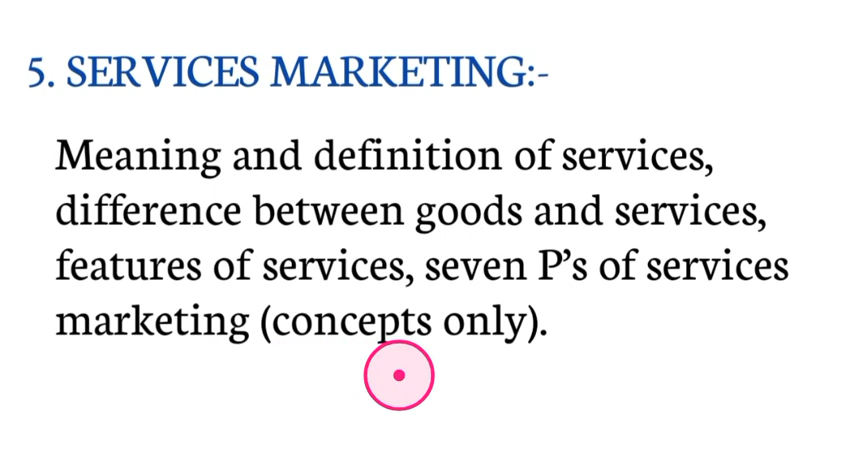 5. SERVICES MARKETING:-
Meaning and definition of services,
difference between goods and services,
features of services, seven P’s of services
marketing (concepts only).